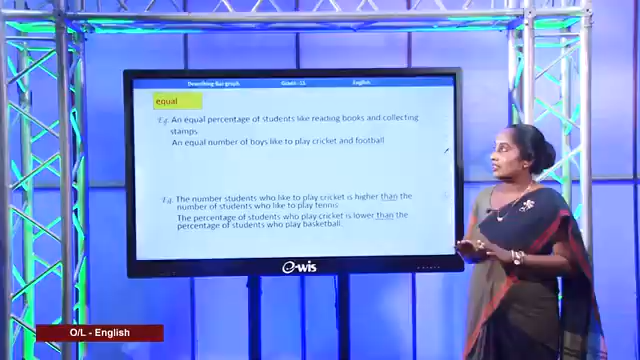 Describing Bar graph Grade - 11 English
equal
Eg. An equal percentage of students like reading books and collecting
stamps
An equal number of boys like to play cricket and football
Eg. The number students who like to play cricket is higher than the
number of students who like to play tennis
The percentage of students who play cricket is lower than the
percentage of students who play basketball.
e-wis
O/L - English